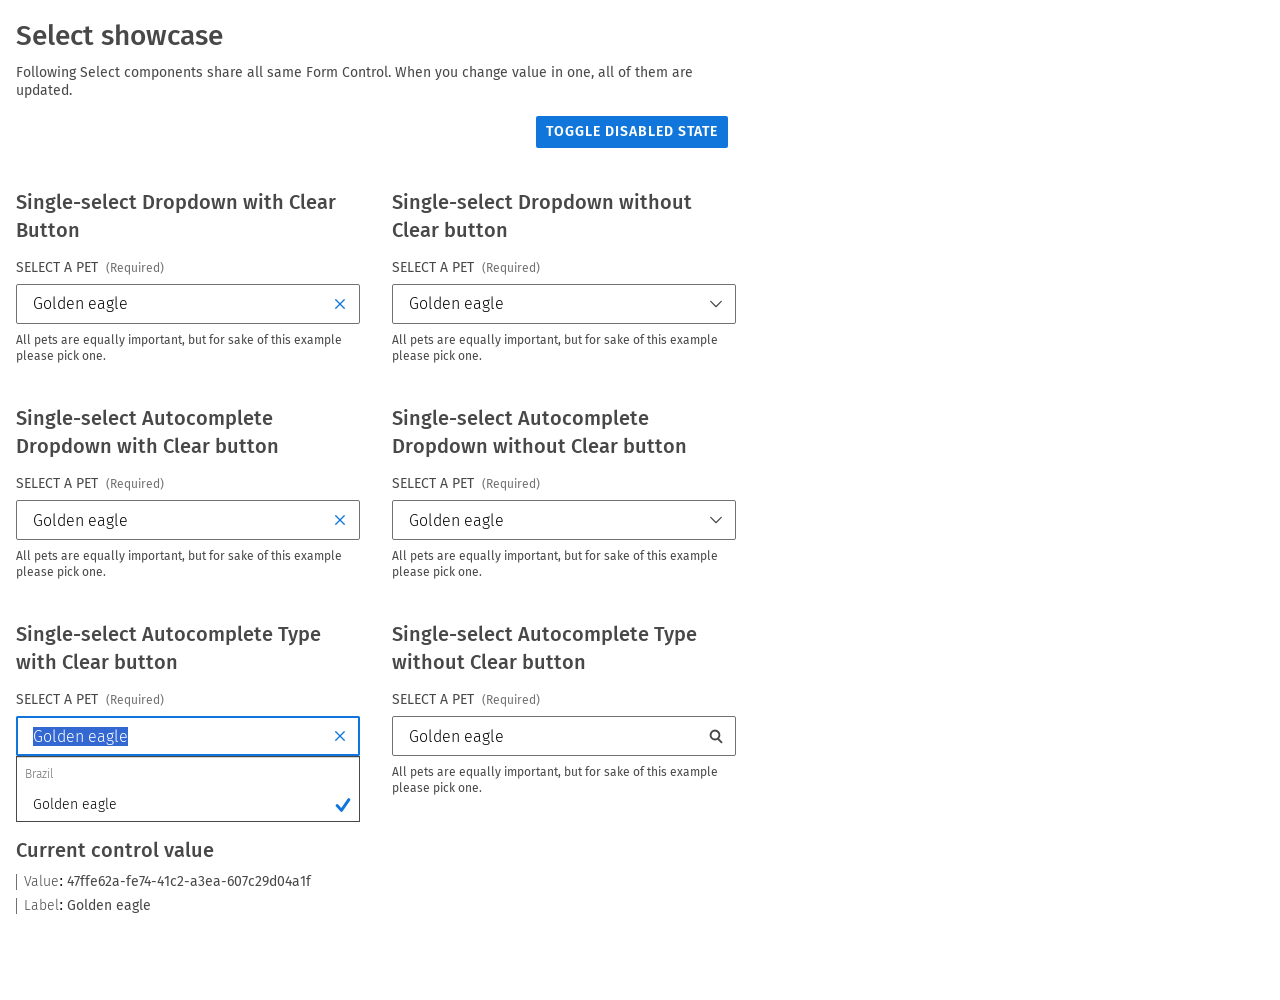 Select showcase
Following Select components share all same Form Control. When you change value in one, all of them are
updated.
TOGGLE DISABLED STATE
Single-select Dropdown with Clear
Button
SELECT A PET (Required)
Golden eagle
All pets are equally important, but for sake of this example
please pick one.
Single-select Dropdown without
Clear button
SELECT A PET (Required)
Golden eagle
All pets are equally important, but for sake of this example
please pick one.
Single-select Autocomplete
Dropdown with Clear button
SELECT A PET (Required)
Golden eagle
All pets are equally important, but for sake of this example
please pick one.
Single-select Autocomplete
Dropdown without Clear button
SELECT A PET (Required)
Golden eagle
All pets are equally important, but for sake of this example
please pick one.
Single-select Autocomplete Type
with Clear button
SELECT A PET (Required)
Golden eagle
Brazil
Golden eagle
Single-select Autocomplete Type
without Clear button
SELECT A PET (Required)
Golden eagle
All pets are equally important, but for sake of this example
please pick one.
Current control value
Value: 47ffe62a-fe74-41c2-a3ea-607c29d04a1f
Label: Golden eagle